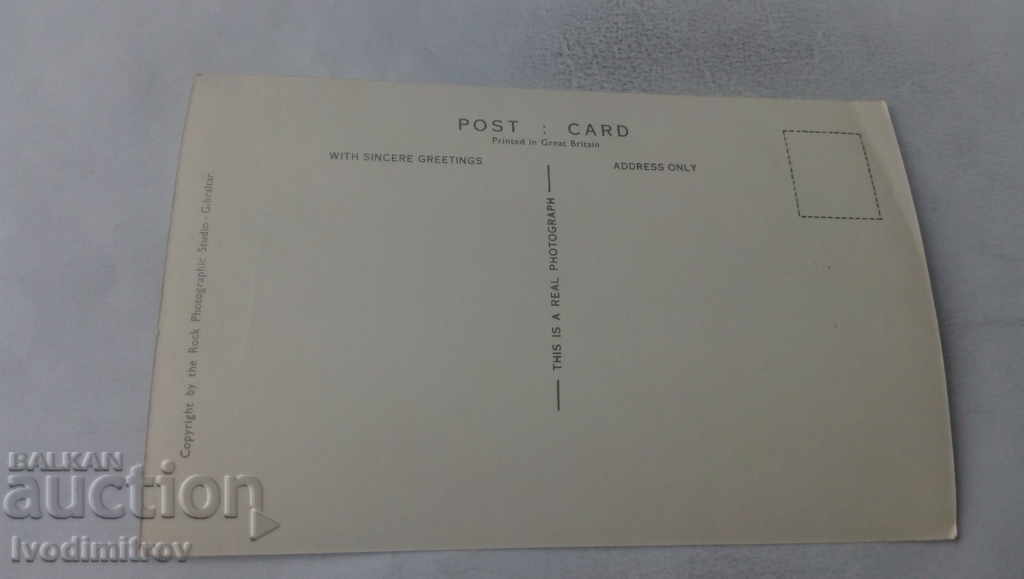 POST : CARD
Printed in Great Britain
WITH SINCERE GREETINGS
ADDRESS ONLY
THIS IS A REAL PHOTOGRAPH
Copyright by the Rock Photographic Studio - Gibraltar.
BALKAN
auction
Ivodimitrov